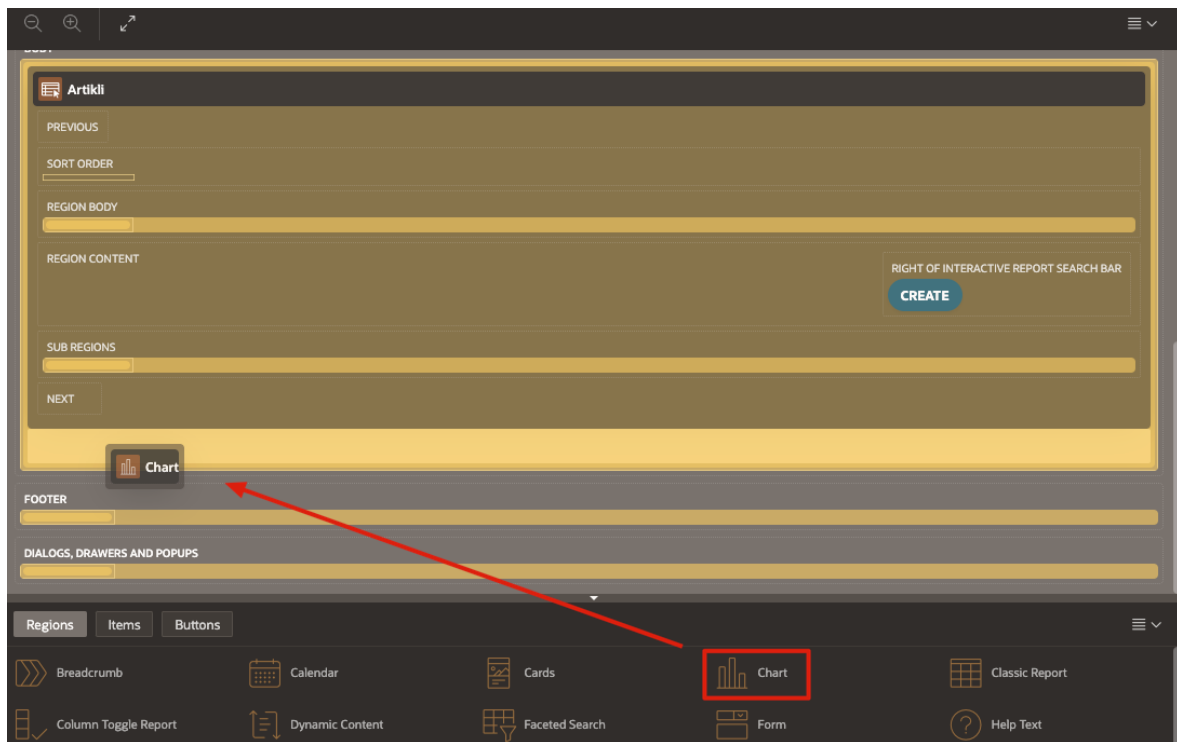 BODY
Artikli
PREVIOUS
SORT ORDER
REGION BODY
REGION CONTENT
RIGHT OF INTERACTIVE REPORT SEARCH BAR
CREATE
SUB REGIONS
NEXT
Chart
FOOTER
DIALOGS, DRAWERS AND POPUPS
Regions Items Buttons
Breadcrumb Calendar Cards Chart Classic Report
Column Toggle Report Dynamic Content Faceted Search Form Help Text